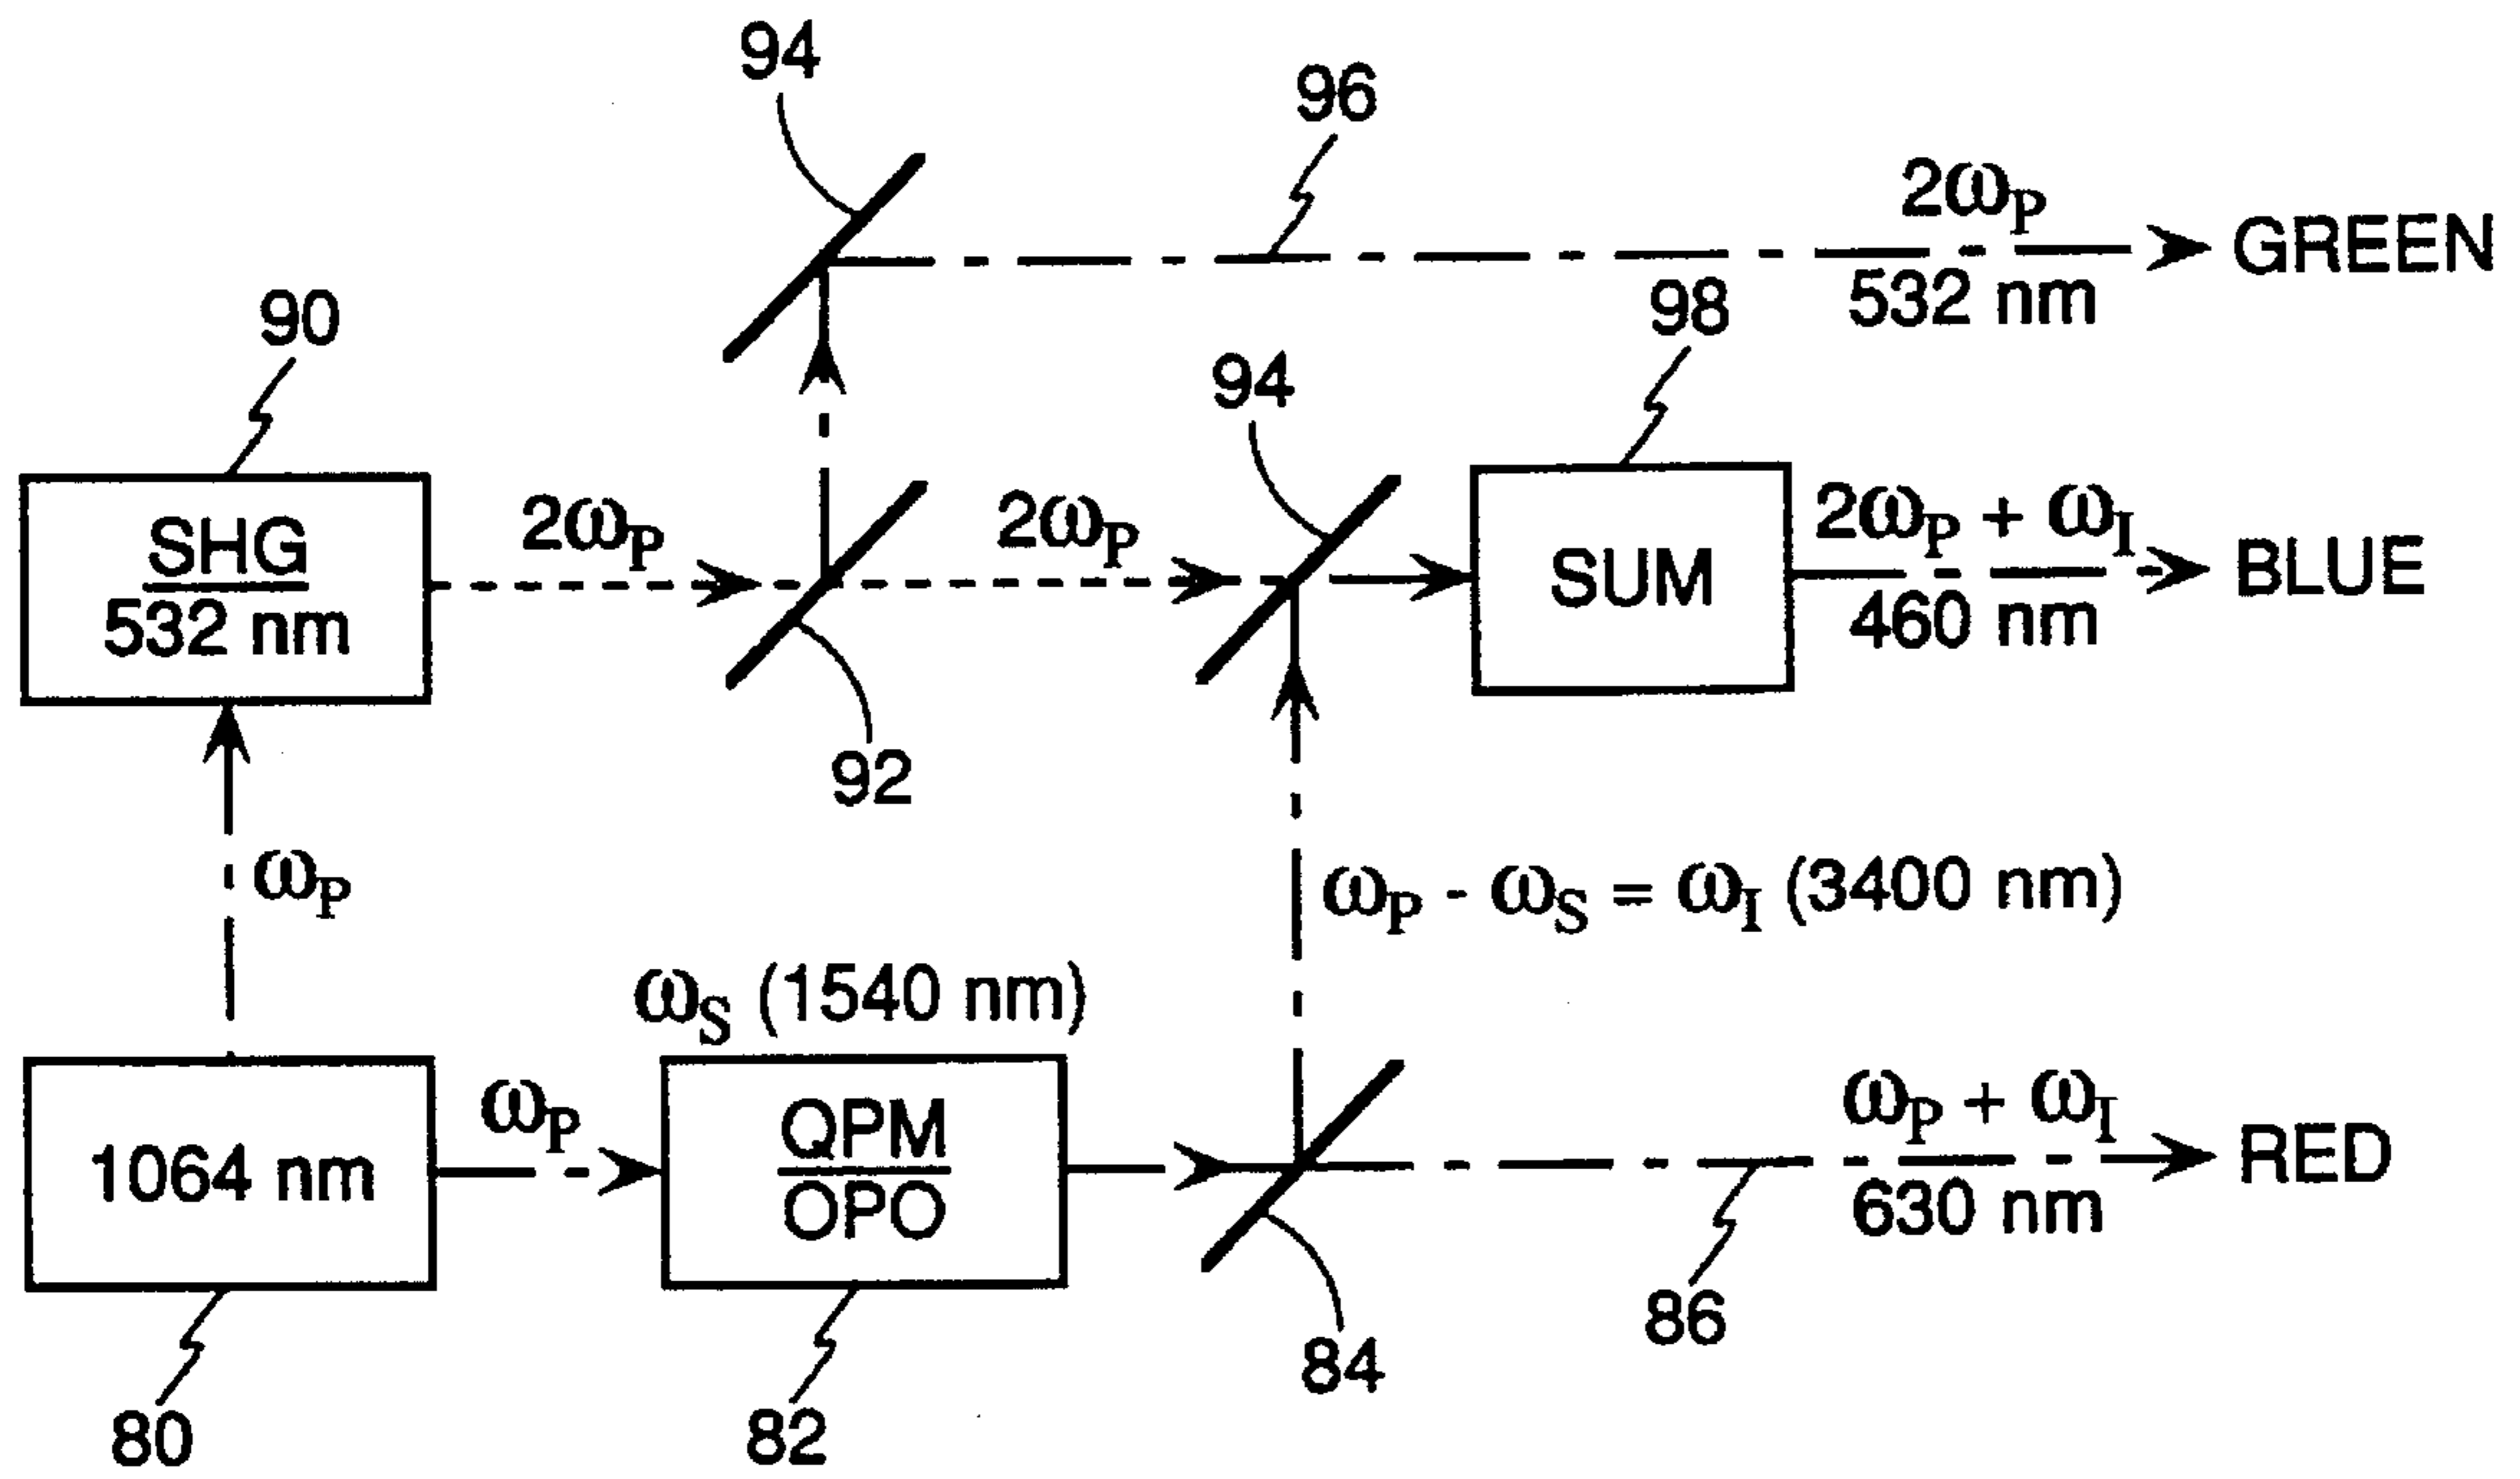 94
96
2ωP
GREEN
532 nm
90
98
94
SHG
532 nm
2ωP
2ωP
SUM
2ωP + ωI
BLUE
460 nm
92
ωP
ωP - ωS = ωI (3400 nm)
ωS (1540 nm)
1064 nm
ωP
QPM
OPO
ωP + ωI
RED
630 nm
86
84
80
82